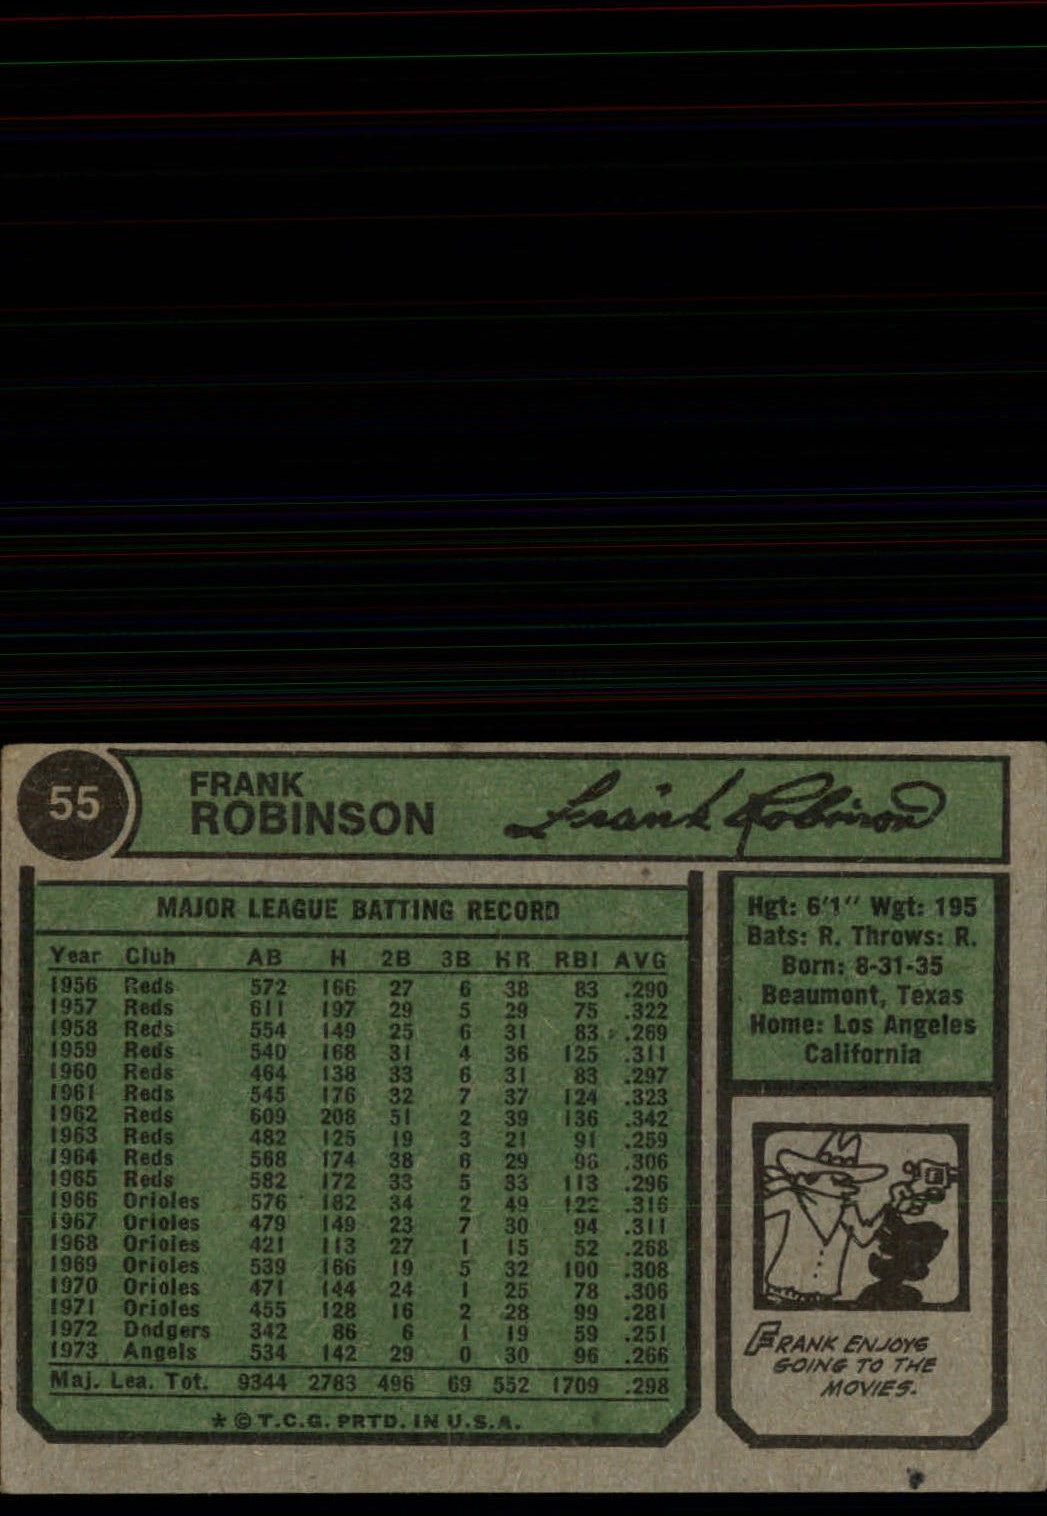 55
FRANK
ROBINSON
Frank Robinson
MAJOR LEAGUE BATTING RECORD
Year Club AB H 2B 3B HR RBI AVG
1956 Reds 572 166 27 6 38 83 .290
1957 Reds 611 197 29 5 29 75 .322
1958 Reds 554 149 25 6 31 83 .269
1959 Reds 540 168 31 4 36 125 .311
1960 Reds 464 138 33 6 31 83 .297
1961 Reds 545 176 32 7 37 124 .323
1962 Reds 609 208 51 2 39 136 .342
1963 Reds 482 125 19 3 21 91 .259
1964 Reds 568 174 38 6 29 96 .306
1965 Reds 582 172 33 5 33 113 .296
1966 Orioles 576 182 34 2 49 122 .316
1967 Orioles 479 149 23 7 30 94 .311
1968 Orioles 421 113 27 1 15 52 .268
1969 Orioles 539 166 19 5 32 100 .308
1970 Orioles 471 144 24 1 25 78 .306
1971 Orioles 455 128 16 2 28 99 .281
1972 Dodgers 342 86 6 1 19 59 .251
1973 Angels 534 142 29 0 30 96 .266
Maj. Lea. Tot. 9344 2783 496 69 552 1709 .298
* © T.C.G. PRTD. IN U.S.A.
Hgt: 6'1" Wgt: 195
Bats: R. Throws: R.
Born: 8-31-35
Beaumont, Texas
Home: Los Angeles
California
FRANK ENJOYS
GOING TO THE
MOVIES.